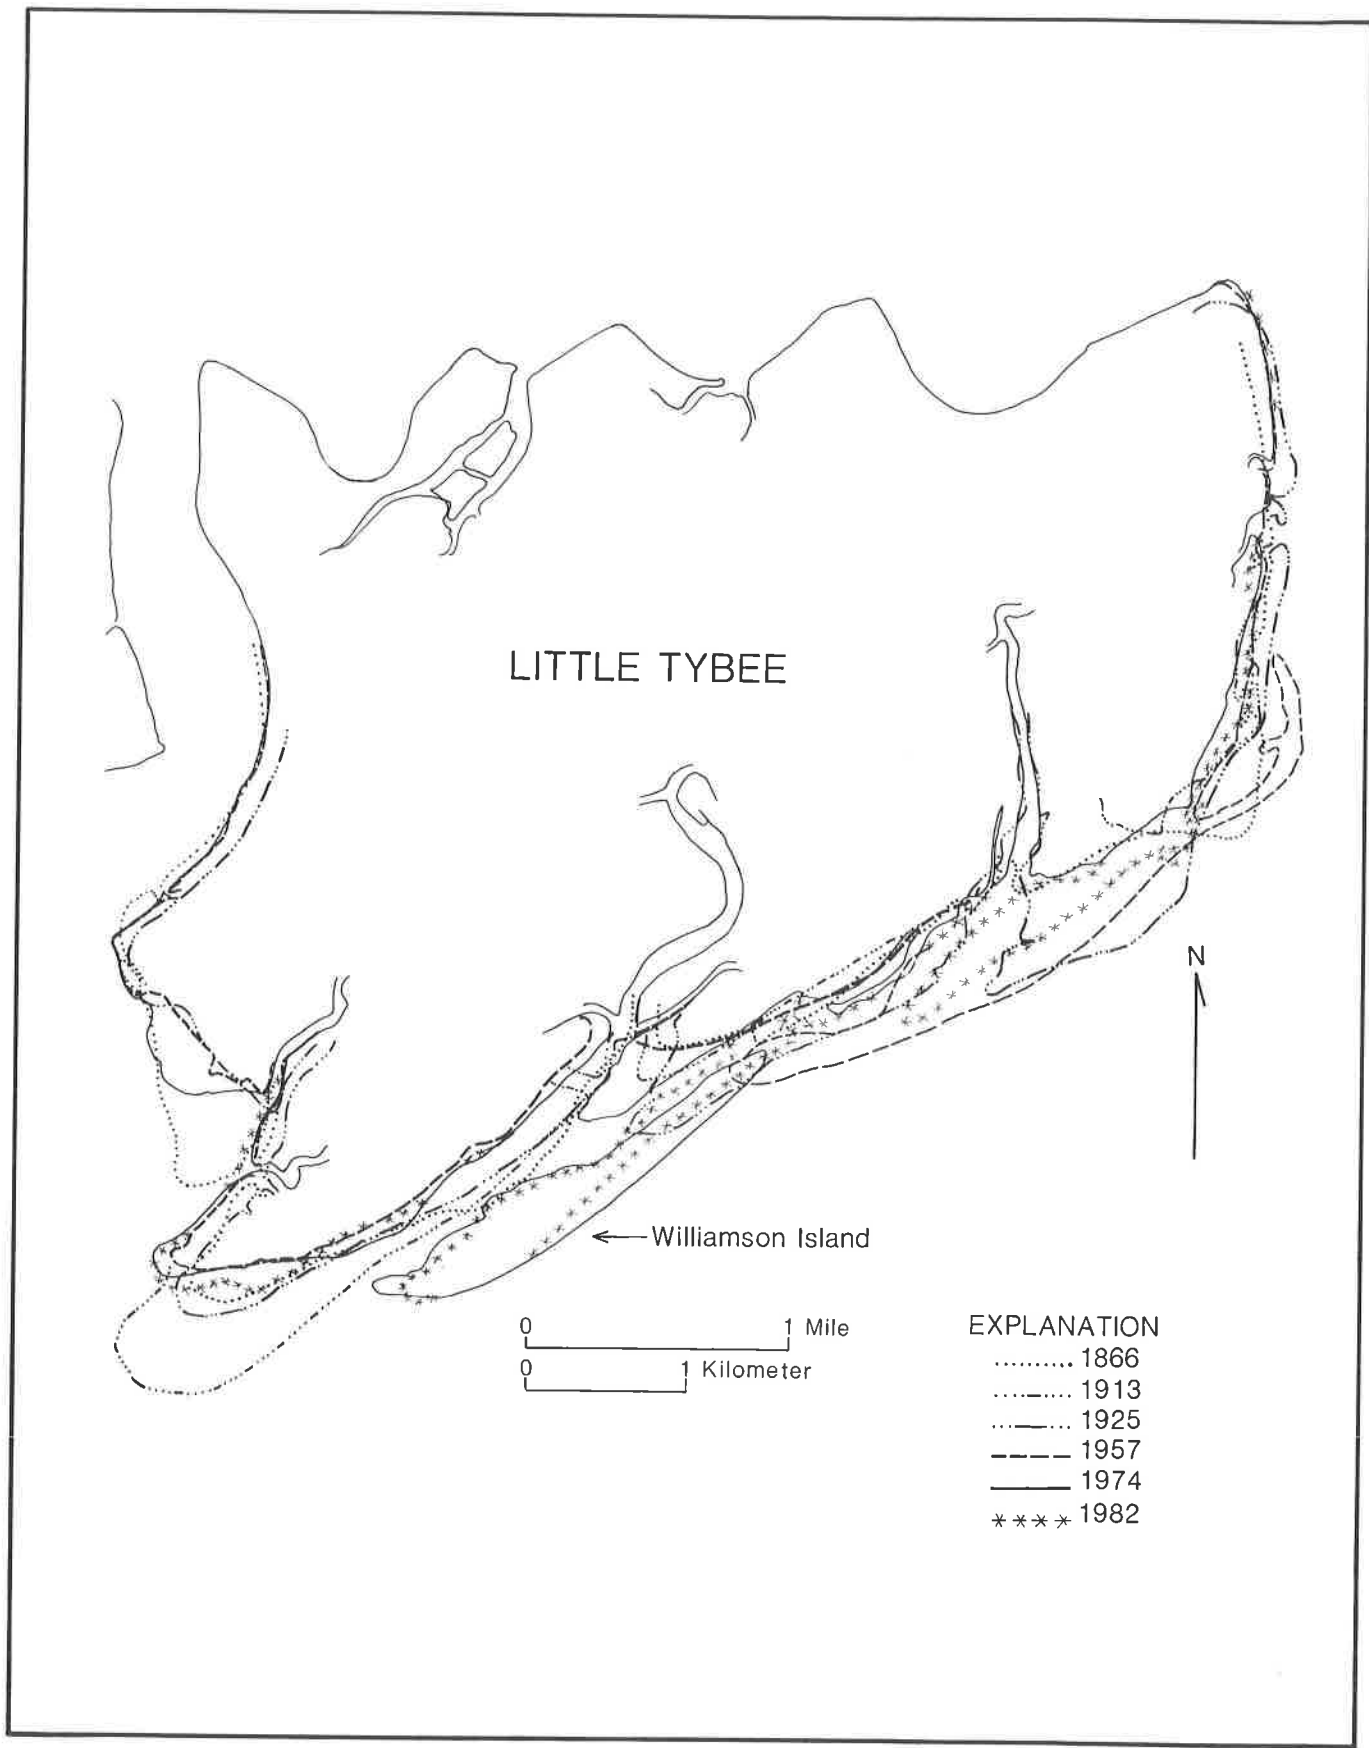 LITTLE TYBEE
N
Williamson Island
0 1 Mile
0 1 Kilometer
EXPLANATION
1866
1913
1925
1957
1974
1982